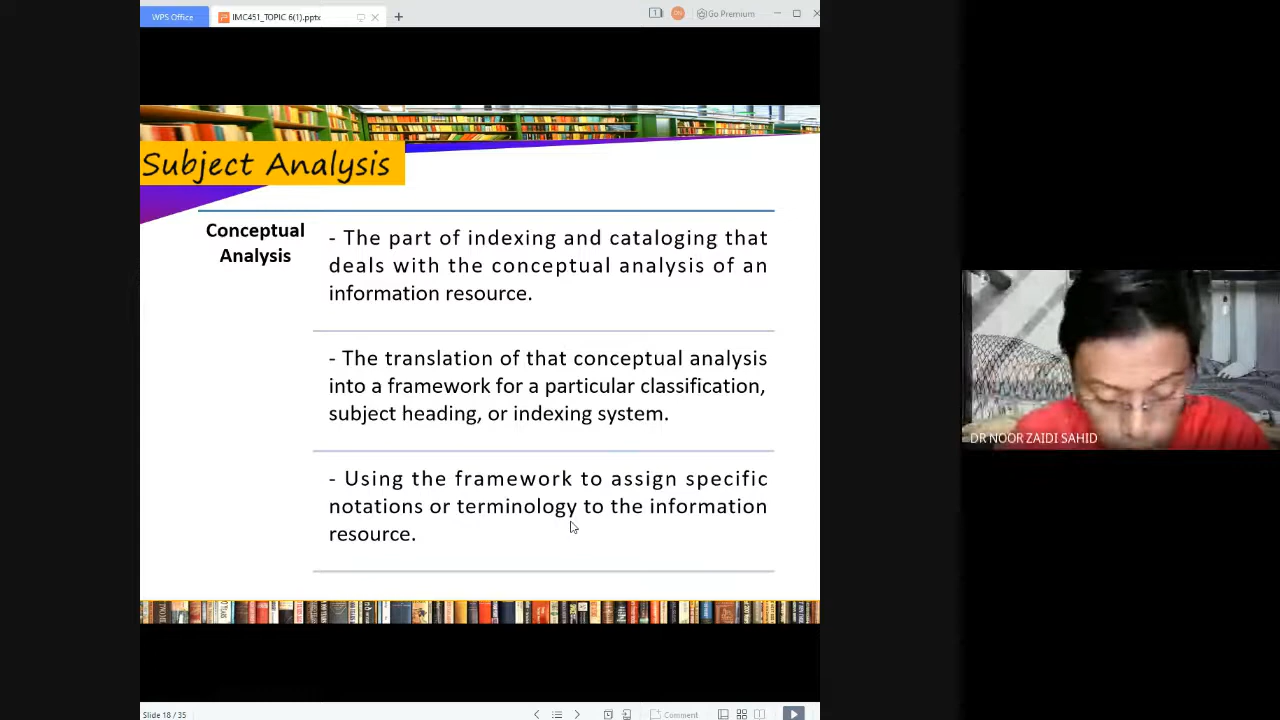 WPS Office
IMC451_TOPIC 6(1).pptx
1
Go Premium
Subject Analysis
Conceptual
Analysis
- The part of indexing and cataloging that
deals with the conceptual analysis of an
information resource.
- The translation of that conceptual analysis
into a framework for a particular classification,
subject heading, or indexing system.
- Using the framework to assign specific
notations or terminology to the information
resource.
DR NOOR ZAIDI SAHID
Slide 18 / 35
Comment